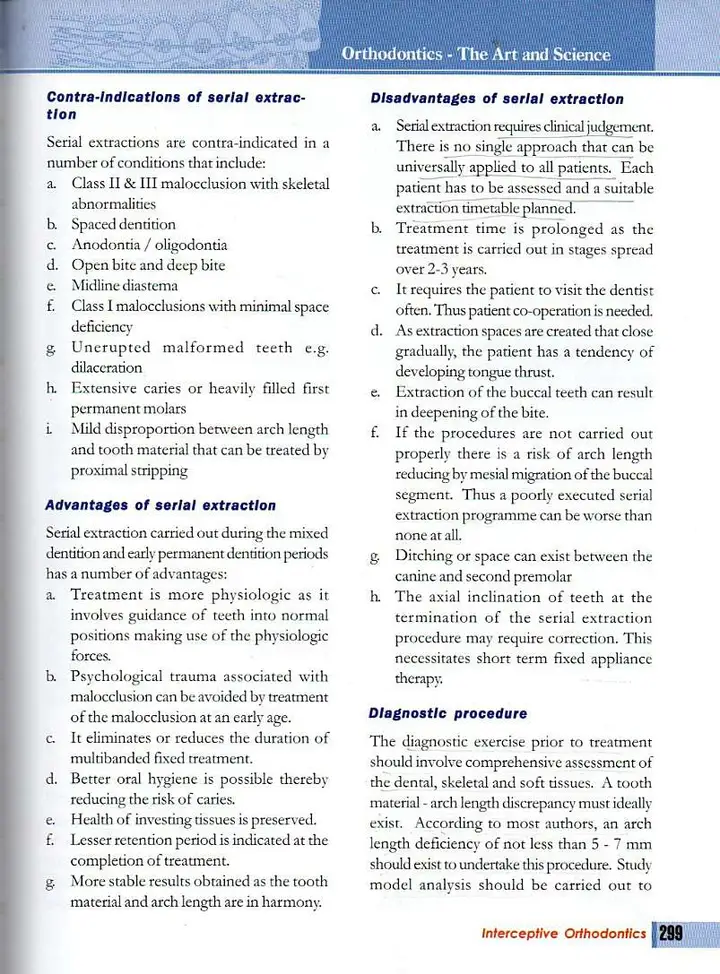 Orthodontics - The Art and Science
Contra-indications of serial extrac-
tion
Serial extractions are contra-indicated in a
number of conditions that include:
a. Class II & III malocclusion with skeletal
abnormalities
b. Spaced dentition
c. Anodontia / oligodontia
d. Open bite and deep bite
e. Midline diastema
f. Class I malocclusions with minimal space
deficiency
g. Unerupted malformed teeth e.g.
dilaceration
h. Extensive caries or heavily filled first
permanent molars
i. Mild disproportion between arch length
and tooth material that can be treated by
proximal stripping
Advantages of serial extraction
Serial extraction carried out during the mixed
dentition and early permanent dentition periods
has a number of advantages:
a. Treatment is more physiologic as it
involves guidance of teeth into normal
positions making use of the physiologic
forces.
b. Psychological trauma associated with
malocclusion can be avoided by treatment
of the malocclusion at an early age.
c. It eliminates or reduces the duration of
multibanded fixed treatment.
d. Better oral hygiene is possible thereby
reducing the risk of caries.
e. Health of investing tissues is preserved.
f. Lesser retention period is indicated at the
completion of treatment.
g. More stable results obtained as the tooth
material and arch length are in harmony.
Disadvantages of serial extraction
a. Serial extraction requires clinical judgement.
There is no single approach that can be
universally applied to all patients. Each
patient has to be assessed and a suitable
extraction timetable planned.
b. Treatment time is prolonged as the
treatment is carried out in stages spread
over 2-3 years.
c. It requires the patient to visit the dentist
often. Thus patient co-operation is needed.
d. As extraction spaces are created that close
gradually, the patient has a tendency of
developing tongue thrust.
e. Extraction of the buccal teeth can result
in deepening of the bite.
f. If the procedures are not carried out
properly there is a risk of arch length
reducing by mesial migration of the buccal
segment. Thus a poorly executed serial
extraction programme can be worse than
none at all.
g. Ditching or space can exist between the
canine and second premolar
h. The axial inclination of teeth at the
termination of the serial extraction
procedure may require correction. This
necessitates short term fixed appliance
therapy.
Diagnostic procedure
The diagnostic exercise prior to treatment
should involve comprehensive assessment of
the dental, skeletal and soft tissues. A tooth
material - arch length discrepancy must ideally
exist. According to most authors, an arch
length deficiency of not less than 5 - 7 mm
should exist to undertake this procedure. Study
model analysis should be carried out to
Interceptive Orthodontics 299